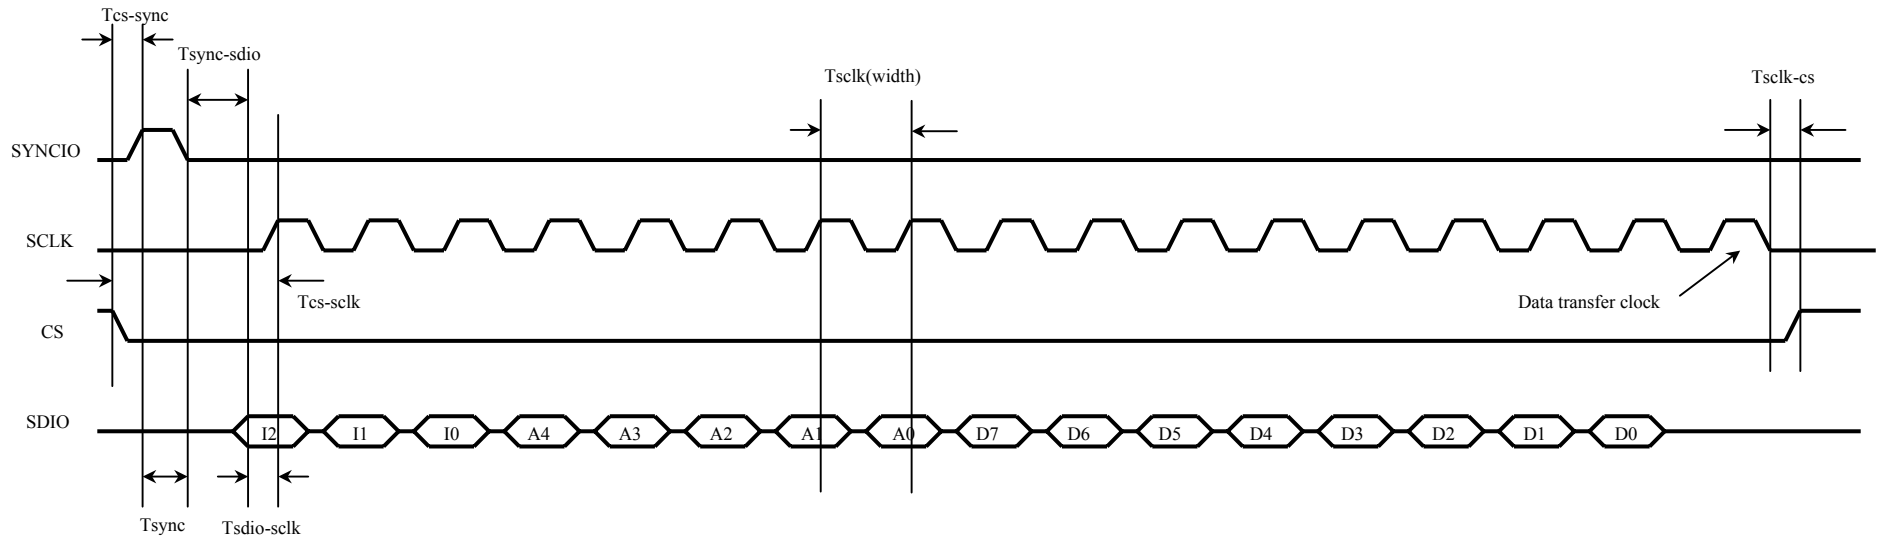 Tcs-sync
Tsync-sdio
Tsclk(width)
Tsclk-cs
SYNCIO
SCLK
Tcs-sclk
Data transfer clock
CS
SDIO
I2 I1 I0 A4 A3 A2 A1 A0 D7 D6 D5 D4 D3 D2 D1 D0
Tsync
Tsdio-sclk